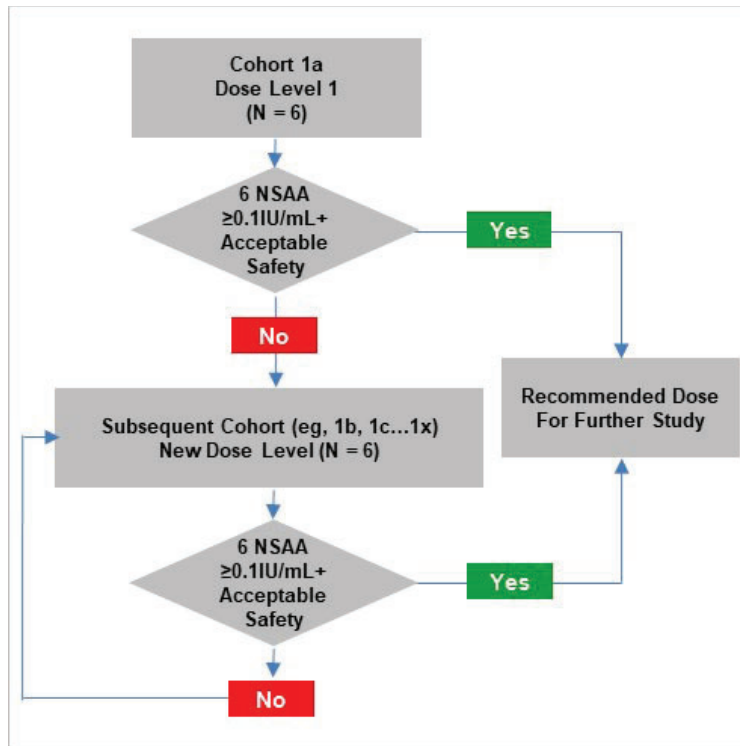 Cohort 1a
Dose Level 1
(N = 6)
6 NSAA
≥0.1IU/mL+
Acceptable
Safety
Yes
No
Recommended Dose
For Further Study
Subsequent Cohort (eg, 1b, 1c...1x)
New Dose Level (N = 6)
6 NSAA
≥0.1IU/mL+
Acceptable
Safety
Yes
No